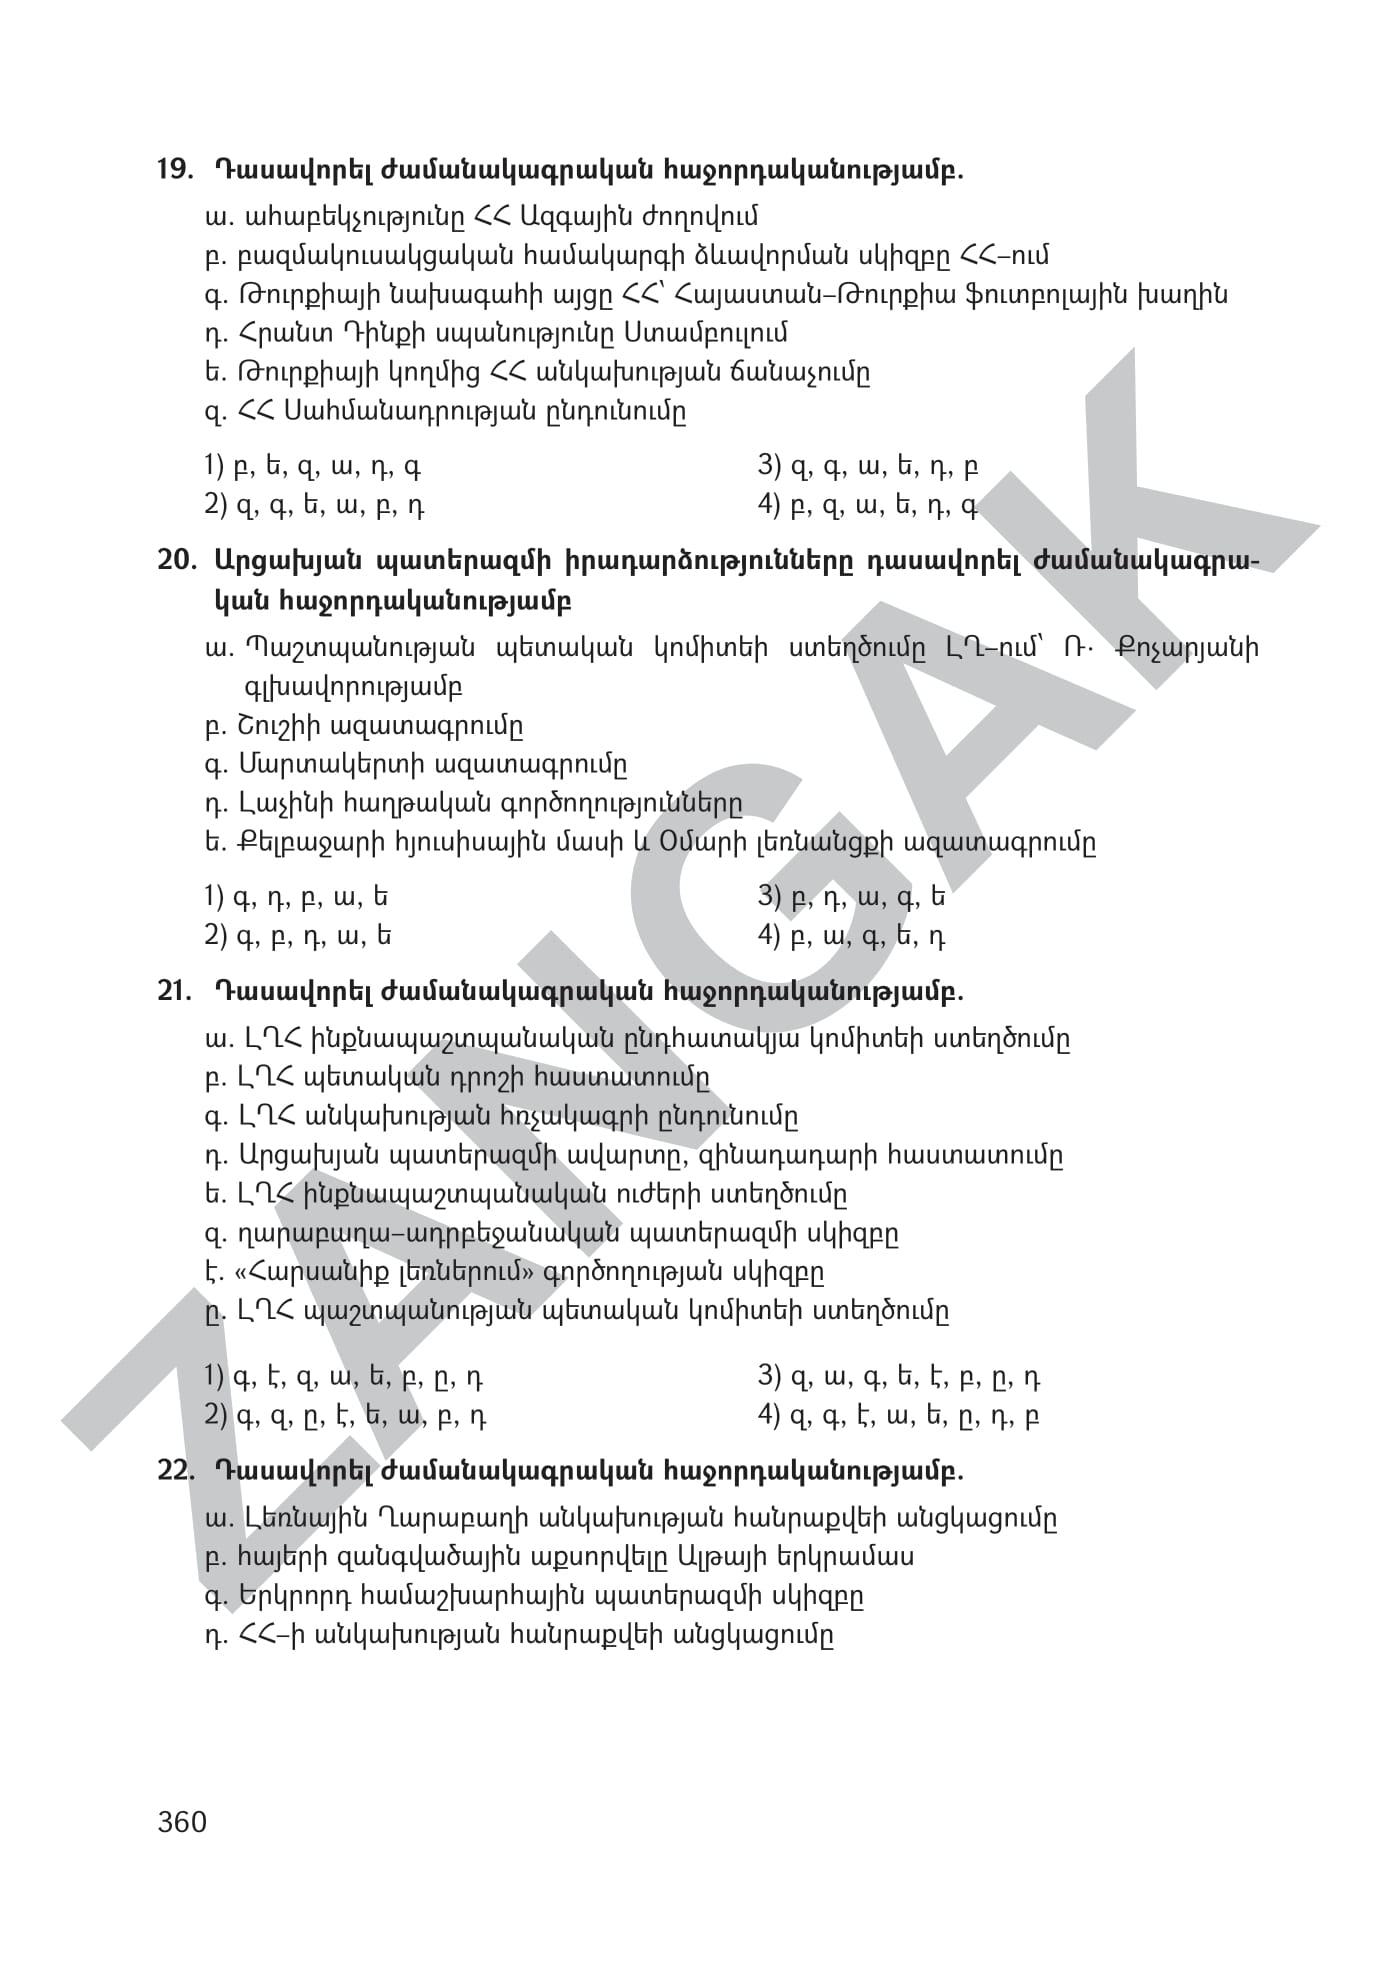 19. Դասավորել ժամանակագրական հաջորդականությամբ.
ա. ահաբեկչությունը ՀՀ Ազգային ժողովում
բ. բազմակուսակցական համակարգի ձևավորման սկիզբը ՀՀ–ում
գ. Թուրքիայի նախագահի այցը ՀՀ՝ Հայաստան–Թուրքիա ֆուտբոլային խաղին
դ. Հրանտ Դինքի սպանությունը Ստամբուլում
ե. Թուրքիայի կողմից ՀՀ անկախության ճանաչումը
զ. ՀՀ Սահմանադրության ընդունումը
1) բ, ե, զ, ա, դ, գ
3) զ, գ, ա, ե, դ, բ
2) զ, գ, ե, ա, բ, դ
4) բ, զ, ա, ե, դ, գ
20. Արցախյան պատերազմի իրադարձությունները դասավորել ժամանակագրա-
կան հաջորդականությամբ
ա. Պաշտպանության պետական կոմիտեի ստեղծումը ԼՂ–ում՝ Ռ. Քոչարյանի
գլխավորությամբ
բ. Շուշիի ազատագրումը
գ. Մարտակերտի ազատագրումը
դ. Լաչինի հաղթական գործողությունները
ե. Քելբաջարի հյուսիսային մասի և Օմարի լեռնանցքի ազատագրումը
1) գ, դ, բ, ա, ե
3) բ, դ, ա, գ, ե
2) գ, բ, դ, ա, ե
4) բ, ա, գ, ե, դ
21. Դասավորել ժամանակագրական հաջորդականությամբ.
ա. ԼՂՀ ինքնապաշտպանական ընդհատակյա կոմիտեի ստեղծումը
բ. ԼՂՀ պետական դրոշի հաստատումը
գ. ԼՂՀ անկախության հռչակագրի ընդունումը
դ. Արցախյան պատերազմի ավարտը, զինադադարի հաստատումը
ե. ԼՂՀ ինքնապաշտպանական ուժերի ստեղծումը
զ. ղարաբաղա–ադրբեջանական պատերազմի սկիզբը
է. «Հարսանիք լեռներում» գործողության սկիզբը
ը. ԼՂՀ պաշտպանության պետական կոմիտեի ստեղծումը
1) գ, է, զ, ա, ե, բ, ը, դ
3) զ, ա, գ, ե, է, բ, ը, դ
2) գ, զ, ը, է, ե, ա, բ, դ
4) զ, գ, է, ա, ե, ը, դ, բ
22. Դասավորել ժամանակագրական հաջորդականությամբ.
ա. Լեռնային Ղարաբաղի անկախության հանրաքվեի անցկացումը
բ. հայերի զանգվածային աքսորվելը Ալթայի երկրամաս
գ. Երկրորդ համաշխարհային պատերազմի սկիզբը
դ. ՀՀ–ի անկախության հանրաքվեի անցկացումը
360
ZANGAK